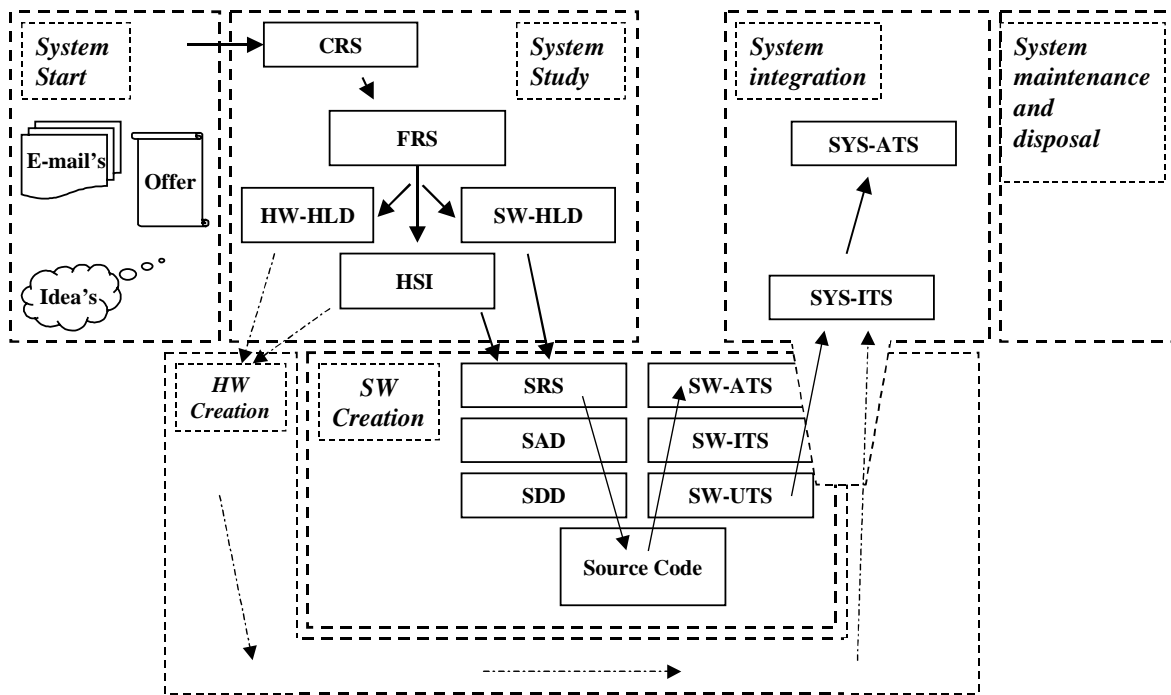 System
Start
E-mail's
Offer
Idea's
CRS
System
Study
FRS
HW-HLD
SW-HLD
HSI
System
integration
SYS-ATS
SYS-ITS
System
maintenance
and
disposal
HW
Creation
SW
Creation
SRS
SW-ATS
SAD
SW-ITS
SDD
SW-UTS
Source Code